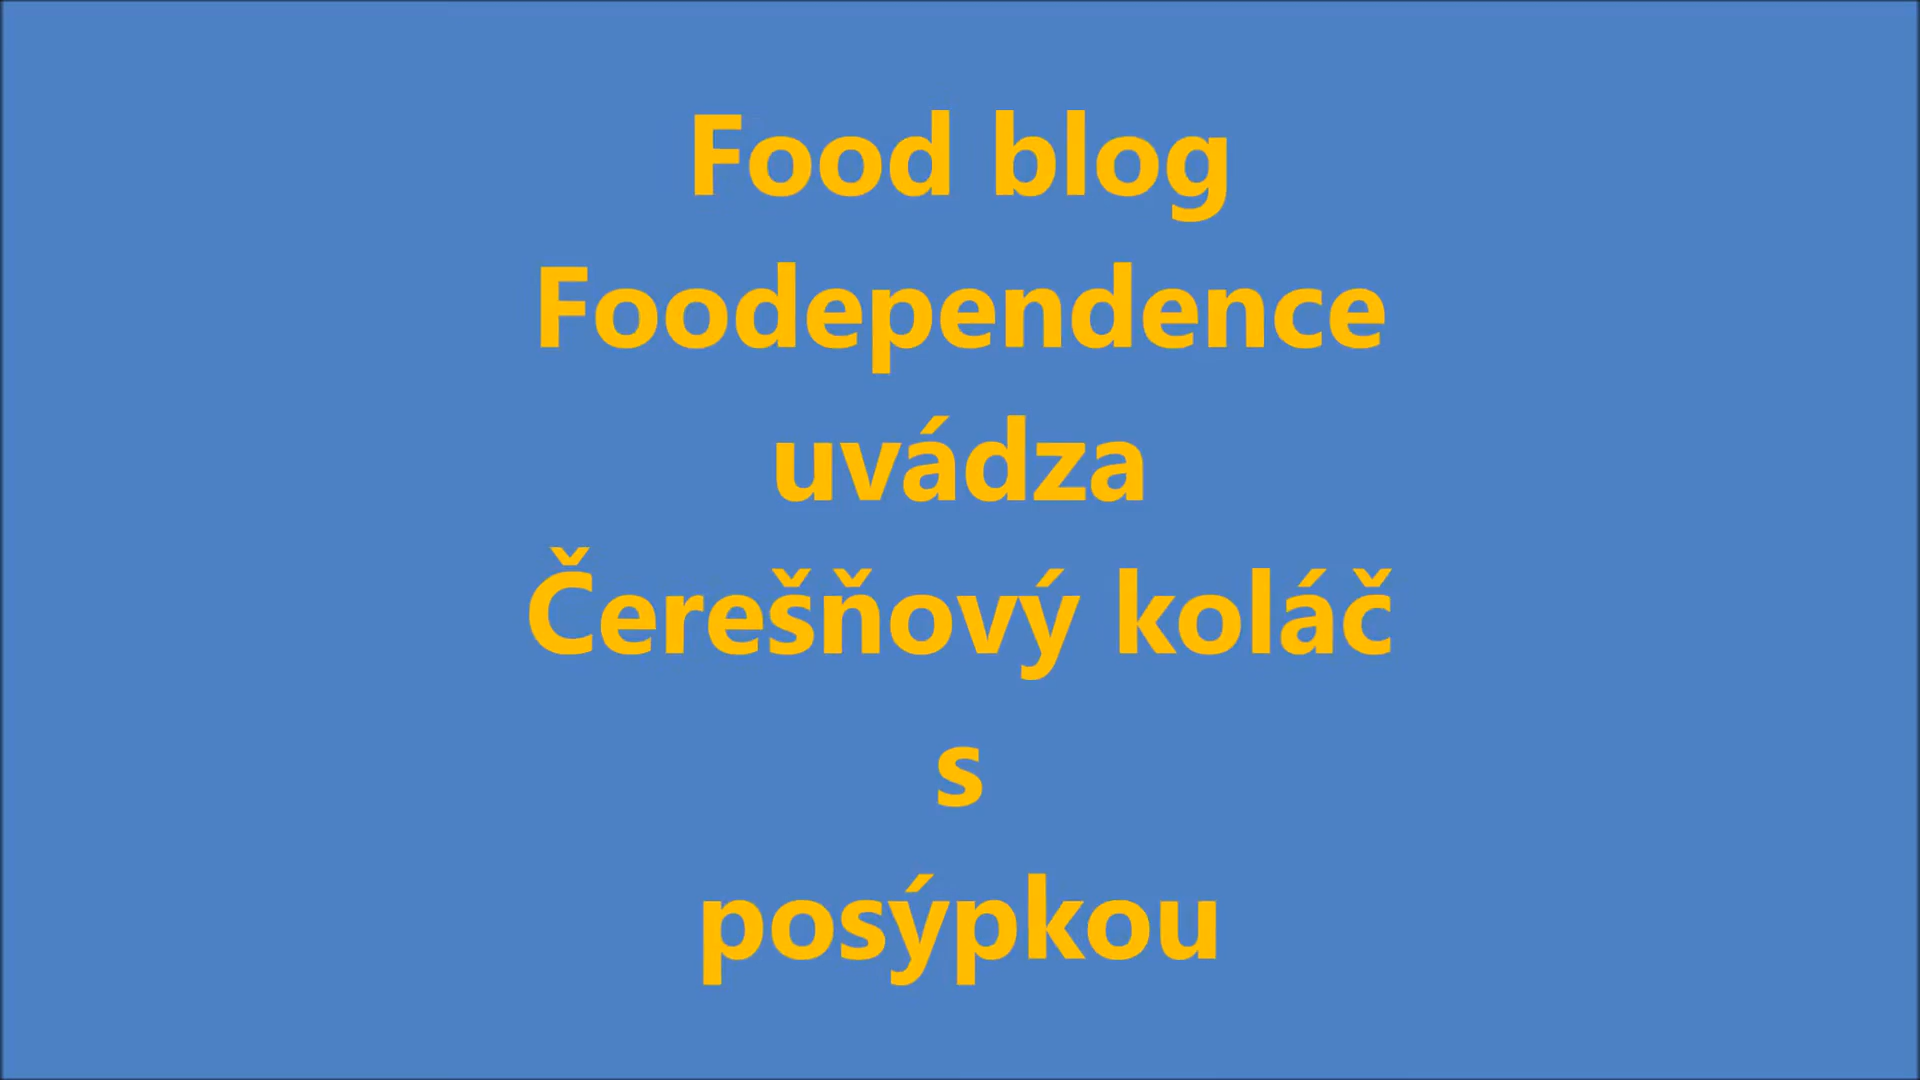 Food blog
Foodependence
uvádza
Čerešňový koláč
s
posýpkou